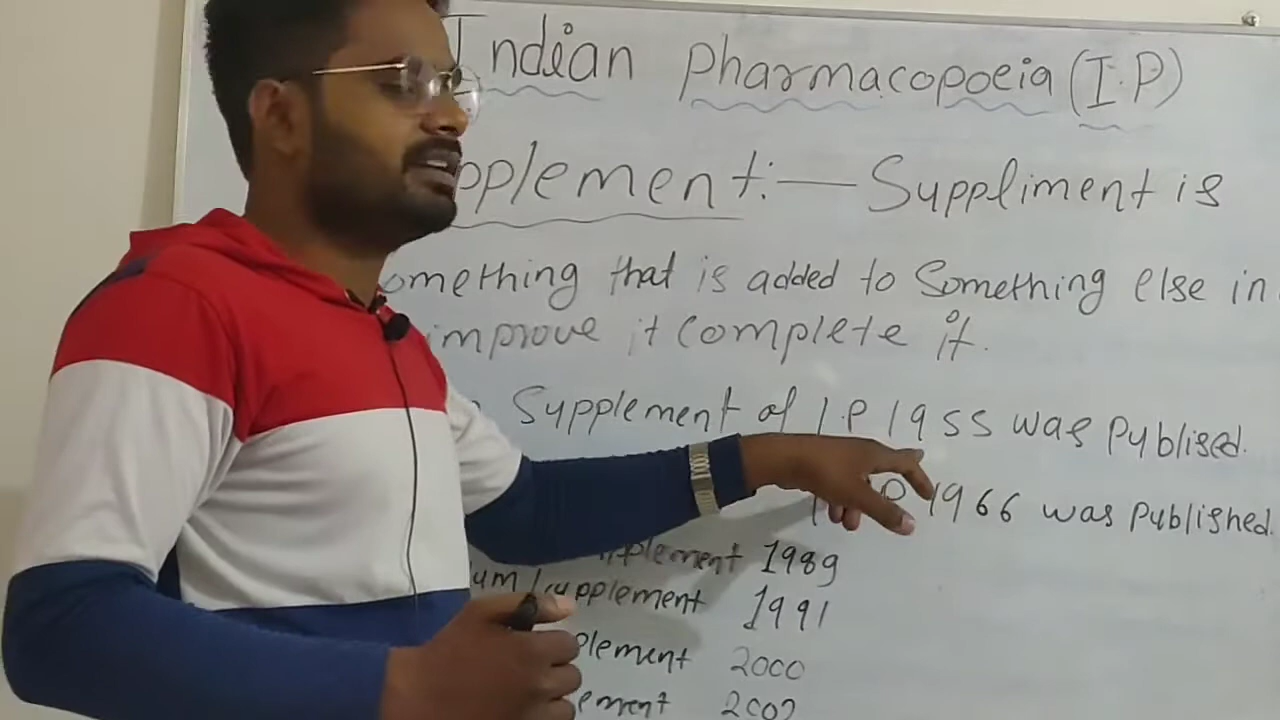 Indian Pharmacopoeia (I.P)
pplement:— Suppliment is
omething that is added to Something else in
improve it complete it.
Supplement of I.P 1955 was Publised.
P 1966 was Published.
pplement 1989
um/supplement 1991
plement 2000
ement 2002